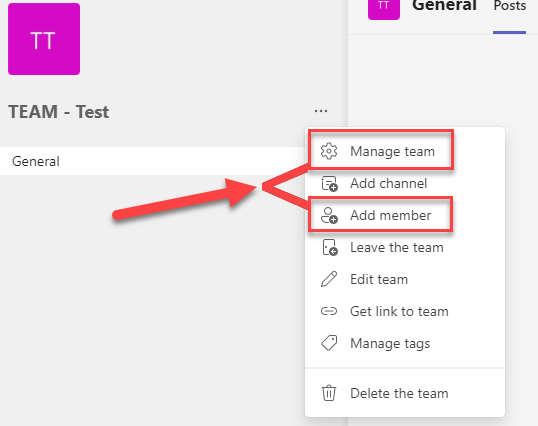 TT
TEAM - Test
...
General
TT
General
Posts
Manage team
Add channel
Add member
Leave the team
Edit team
Get link to team
Manage tags
Delete the team